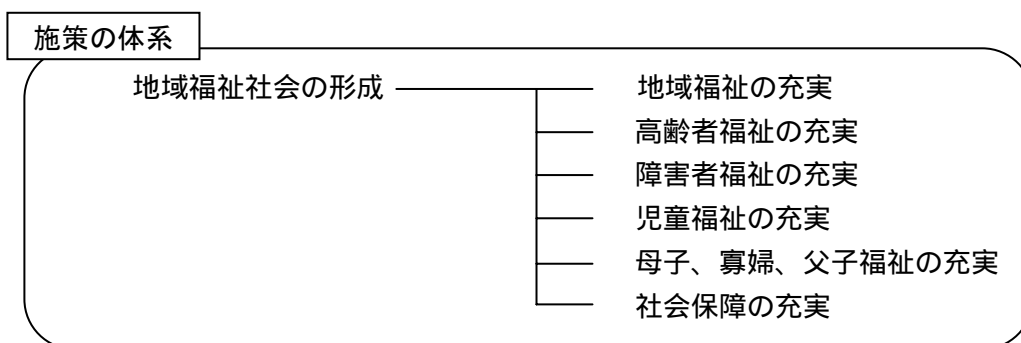 施策の体系
地域福祉社会の形成
地域福祉の充実
高齢者福祉の充実
障害者福祉の充実
児童福祉の充実
母子、寡婦、父子福祉の充実
社会保障の充実